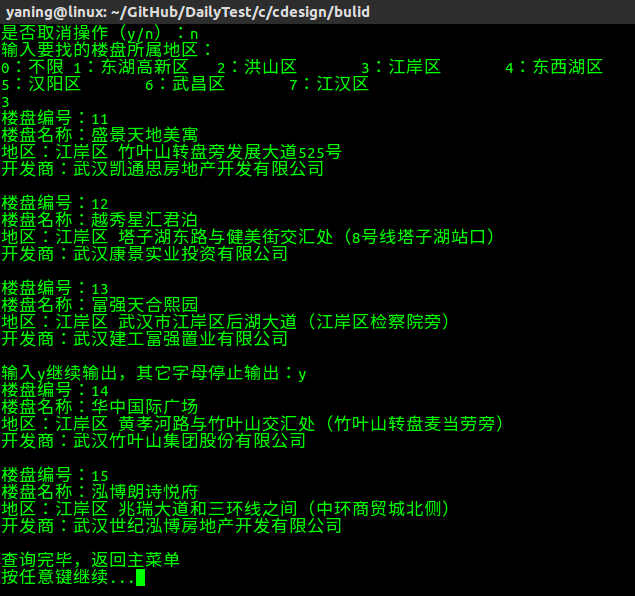 yaning@linux: ~/GitHub/DailyTest/c/cdesign/bulid
是否取消操作（y/n）：n
输入要找的楼盘所属地区：
0：不限 1：东湖高新区 2：洪山区 3：江岸区 4：东西湖区
5：汉阳区 6：武昌区 7：江汉区
3
楼盘编号：11
楼盘名称：盛景天地美寓
地区：江岸区 竹叶山转盘旁发展大道525号
开发商：武汉凯通思房地产开发有限公司
楼盘编号：12
楼盘名称：越秀星汇君泊
地区：江岸区 塔子湖东路与健美街交汇处（8号线塔子湖站口）
开发商：武汉康景实业投资有限公司
楼盘编号：13
楼盘名称：富强天合熙园
地区：江岸区 武汉市江岸区后湖大道（江岸区检察院旁）
开发商：武汉建工富强置业有限公司
输入y继续输出，其它字母停止输出：y
楼盘编号：14
楼盘名称：华中国际广场
地区：江岸区 黄孝河路与竹叶山交汇处（竹叶山转盘麦当劳旁）
开发商：武汉竹叶山集团股份有限公司
楼盘编号：15
楼盘名称：泓博朗诗悦府
地区：江岸区 兆瑞大道和三环线之间（中环商贸城北侧）
开发商：武汉世纪泓博房地产开发有限公司
查询完毕，返回主菜单
按任意键继续...